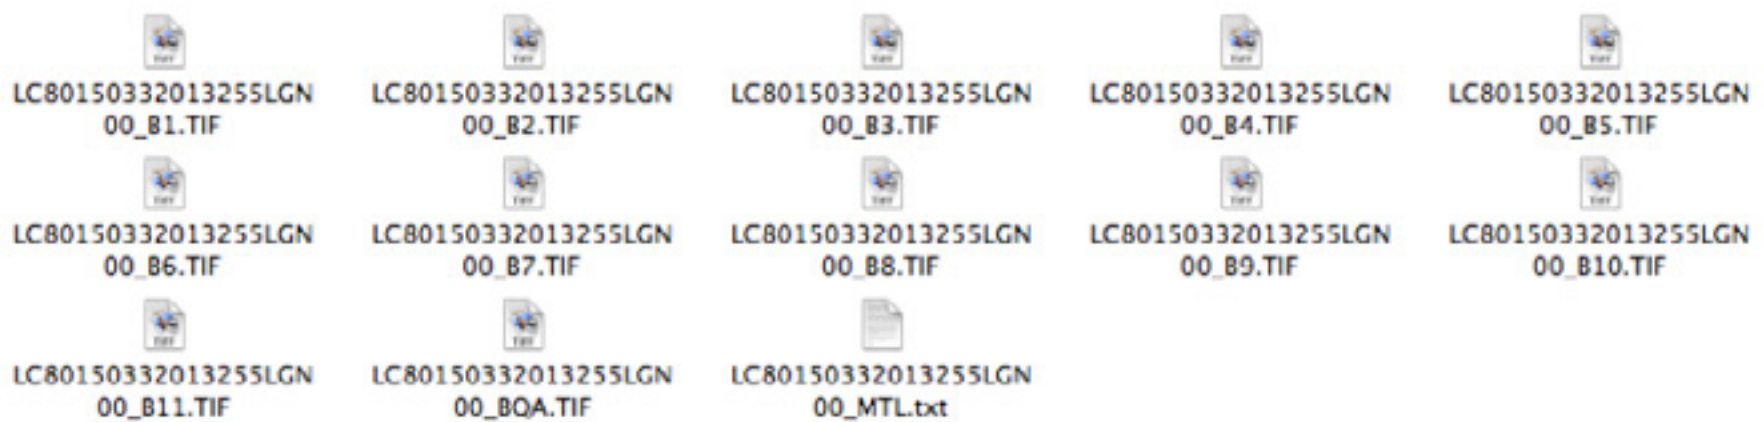 LC80150332013255LGN
00_B1.TIF
LC80150332013255LGN
00_B2.TIF
LC80150332013255LGN
00_B3.TIF
LC80150332013255LGN
00_B4.TIF
LC80150332013255LGN
00_B5.TIF
LC80150332013255LGN
00_B6.TIF
LC80150332013255LGN
00_B7.TIF
LC80150332013255LGN
00_B8.TIF
LC80150332013255LGN
00_B9.TIF
LC80150332013255LGN
00_B10.TIF
LC80150332013255LGN
00_B11.TIF
LC80150332013255LGN
00_BQA.TIF
LC80150332013255LGN
00_MTL.txt